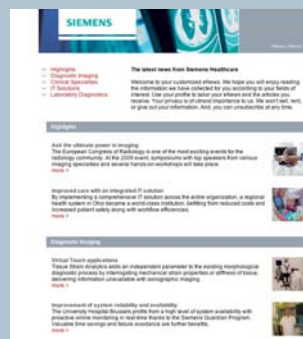 SIEMENS
Highlights
Diagnostic Imaging
Clinical Specialties
IT Solutions
Laboratory Diagnostics
The latest news from Siemens Healthcare
Welcome to your customized eNews. We hope you will enjoy reading
the information we have collected for you according to your fields of
interest. Use your profile to tailor your eNews and the articles you
receive. Your privacy is of utmost importance to us. We won't sell, rent,
or give out your information. And, you can unsubscribe at any time.
Highlights
Ask the ultimate power in imaging
The European Congress of Radiology is one of the most exciting events for the
radiology community. At the 2009 event, symposiums with top speakers from various
imaging specialties and several hands-on workshops will take place.
more >
Improved care with an integrated IT solution
By implementing a comprehensive IT solution across the entire organization, a regional
health system in Ohio became a world-class institution, befitting from reduced costs and
increased patient safety along with workflow efficiencies.
more >
Diagnostic Imaging
Virtual Touch applications
Tissue Strain Analytics adds an independent parameter to the existing morphological
diagnostic process by interrogating mechanical strain properties or stiffness of tissue,
delivering information unavailable with sonographic imaging.
more >
Improvement of system reliability and availability
The University Hospital Brussels profits from a high level of system availability with
proactive online monitoring in real-time thanks to the Siemens Guardian Program.
Valuable time savings and failure avoidance are further benefits.
more >